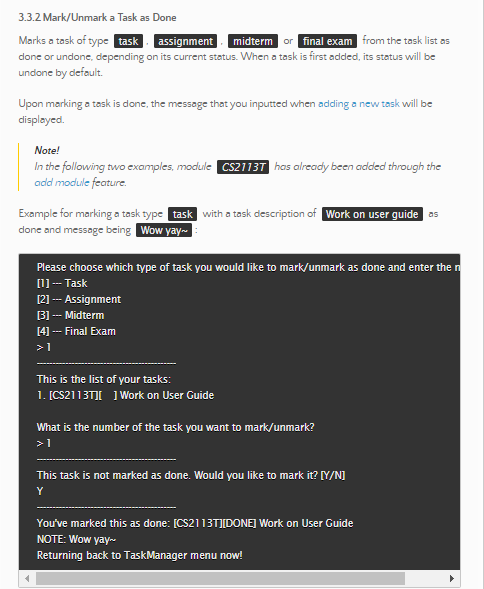 3.3.2 Mark/Unmark a Task as Done
Marks a task of type task , assignment , midterm or final exam from the task list as
done or undone, depending on its current status. When a task is first added, its status will be
undone by default.
Upon marking a task is done, the message that you inputted when adding a new task will be
displayed.
Note!
In the following two examples, module CS2113T has already been added through the
add module feature.
Example for marking a task type task with a task description of Work on user guide as
done and message being Wow yay~ :
Please choose which type of task you would like to mark/unmark as done and enter the
[1] --- Task
[2] --- Assignment
[3] --- Midterm
[4] --- Final Exam
> 1
--------------------------------------------
This is the list of your tasks:
1. [CS2113T][    ] Work on User Guide
What is the number of the task you want to mark/unmark?
> 1
--------------------------------------------
This task is not marked as done. Would you like to mark it? [Y/N]
Y
--------------------------------------------
You've marked this as done: [CS2113T][DONE] Work on User Guide
NOTE: Wow yay~
Returning back to TaskManager menu now!